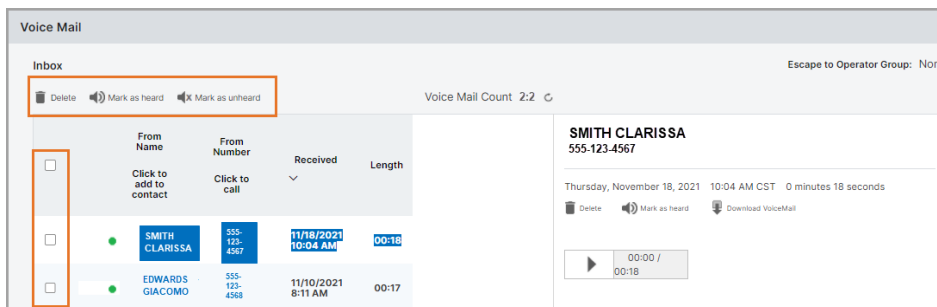 Voice Mail
Inbox
Escape to Operator Group: Nor
Delete Mark as heard Mark as unheard
Voice Mail Count 2:2
From Name
Click to add to contact
From Number
Click to call
Received
Length
SMITH CLARISSA
555-123-4567
11/18/2021 10:04 AM
00:18
EDWARDS GIACOMO
555-123-4568
11/10/2021 8:11 AM
00:17
SMITH CLARISSA
555-123-4567
Thursday, November 18, 2021 10:04 AM CST 0 minutes 18 seconds
Delete Mark as heard Download VoiceMail
00:00 /
00:18